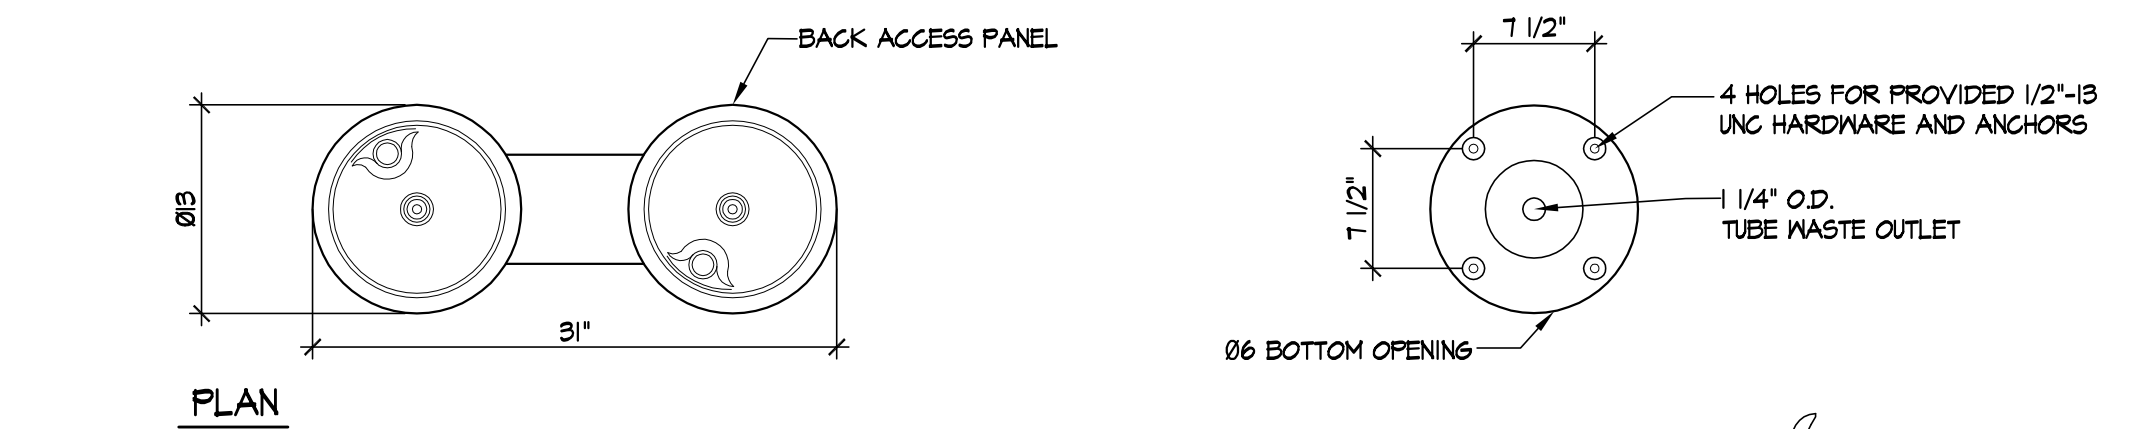 BACK ACCESS PANEL
Ø13
31"
PLAN
7 1/2"
4 HOLES FOR PROVIDED 1/2"-13
UNC HARDWARE AND ANCHORS
7 1/2"
1 1/4" O.D.
TUBE WASTE OUTLET
Ø6 BOTTOM OPENING